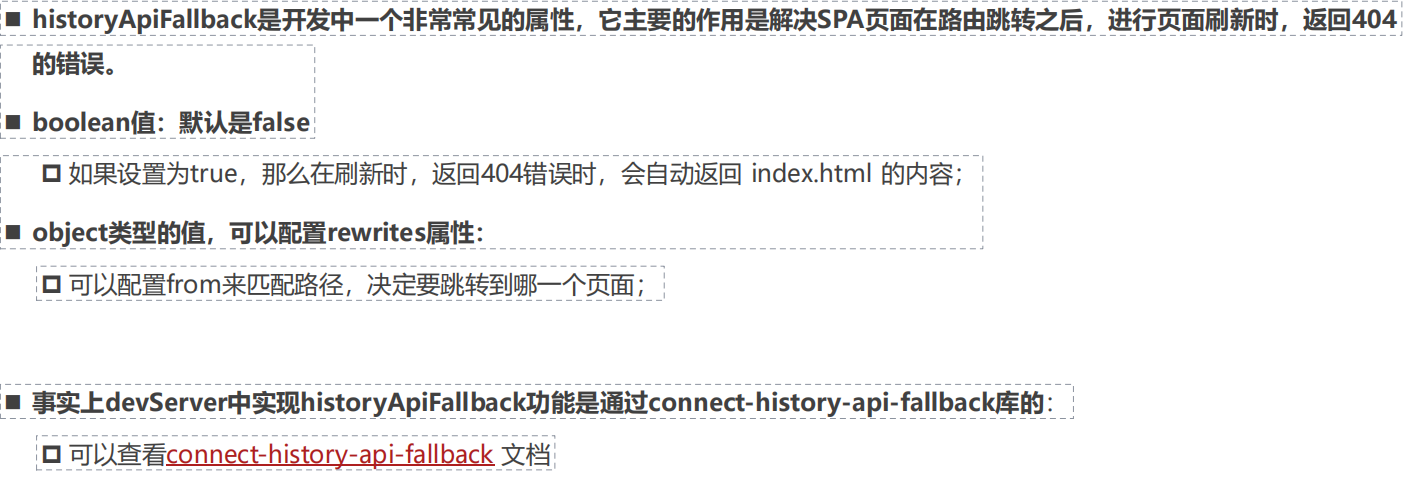 ■ historyApiFallback是开发中一个非常常见的属性，它主要的作用是解决SPA页面在路由跳转之后，进行页面刷新时，返回404
的错误。
■ boolean值：默认是false
如果设置为true，那么在刷新时，返回404错误时，会自动返回 index.html 的内容；
■ object类型的值，可以配置rewrites属性：
可以配置from来匹配路径，决定要跳转到哪一个页面；
■ 事实上devServer中实现historyApiFallback功能是通过connect-history-api-fallback库的：
可以查看connect-history-api-fallback 文档